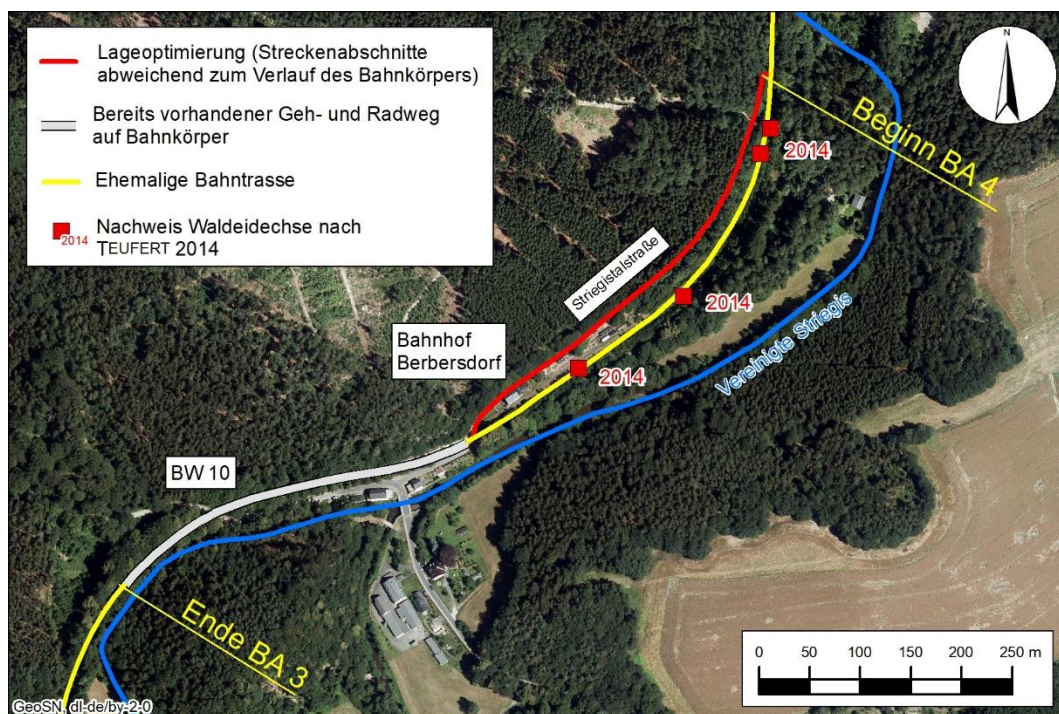 Lageoptimierung (Streckenabschnitte
abweichend zum Verlauf des Bahnkörpers)
Bereits vorhandener Geh- und Radweg
auf Bahnkörper
Ehemalige Bahntrasse
2014
Nachweis Waldeidechse nach
TEUFERT 2014
N
Beginn BA 4
2014
Striegistalstraße
2014
Vereinigte Striegis
Bahnhof
Berbersdorf
2014
BW 10
Ende BA 3
0 50 100 150 200 250 m
GeoSN, dl-de/by-2-0